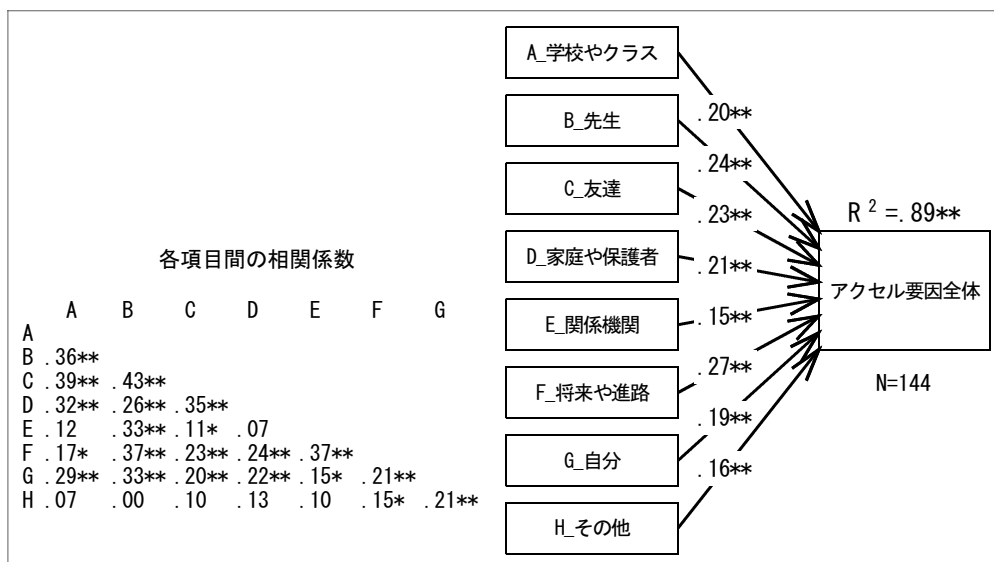 各項目間の相関係数
A B C D E F G
A
B .36**
C .39** .43**
D .32** .26** .35**
E .12 .33** .11* .07
F .17* .37** .23** .24** .37**
G .29** .33** .20** .22** .15* .21**
H .07 .00 .10 .13 .10 .15* .21**
A_学校やクラス
B_先生
C_友達
D_家庭や保護者
E_関係機関
F_将来や進路
G_自分
H_その他
.20**
.24**
.23**
.21**
.15**
.27**
.19**
.16**
R²=.89**
アクセル要因全体
N=144